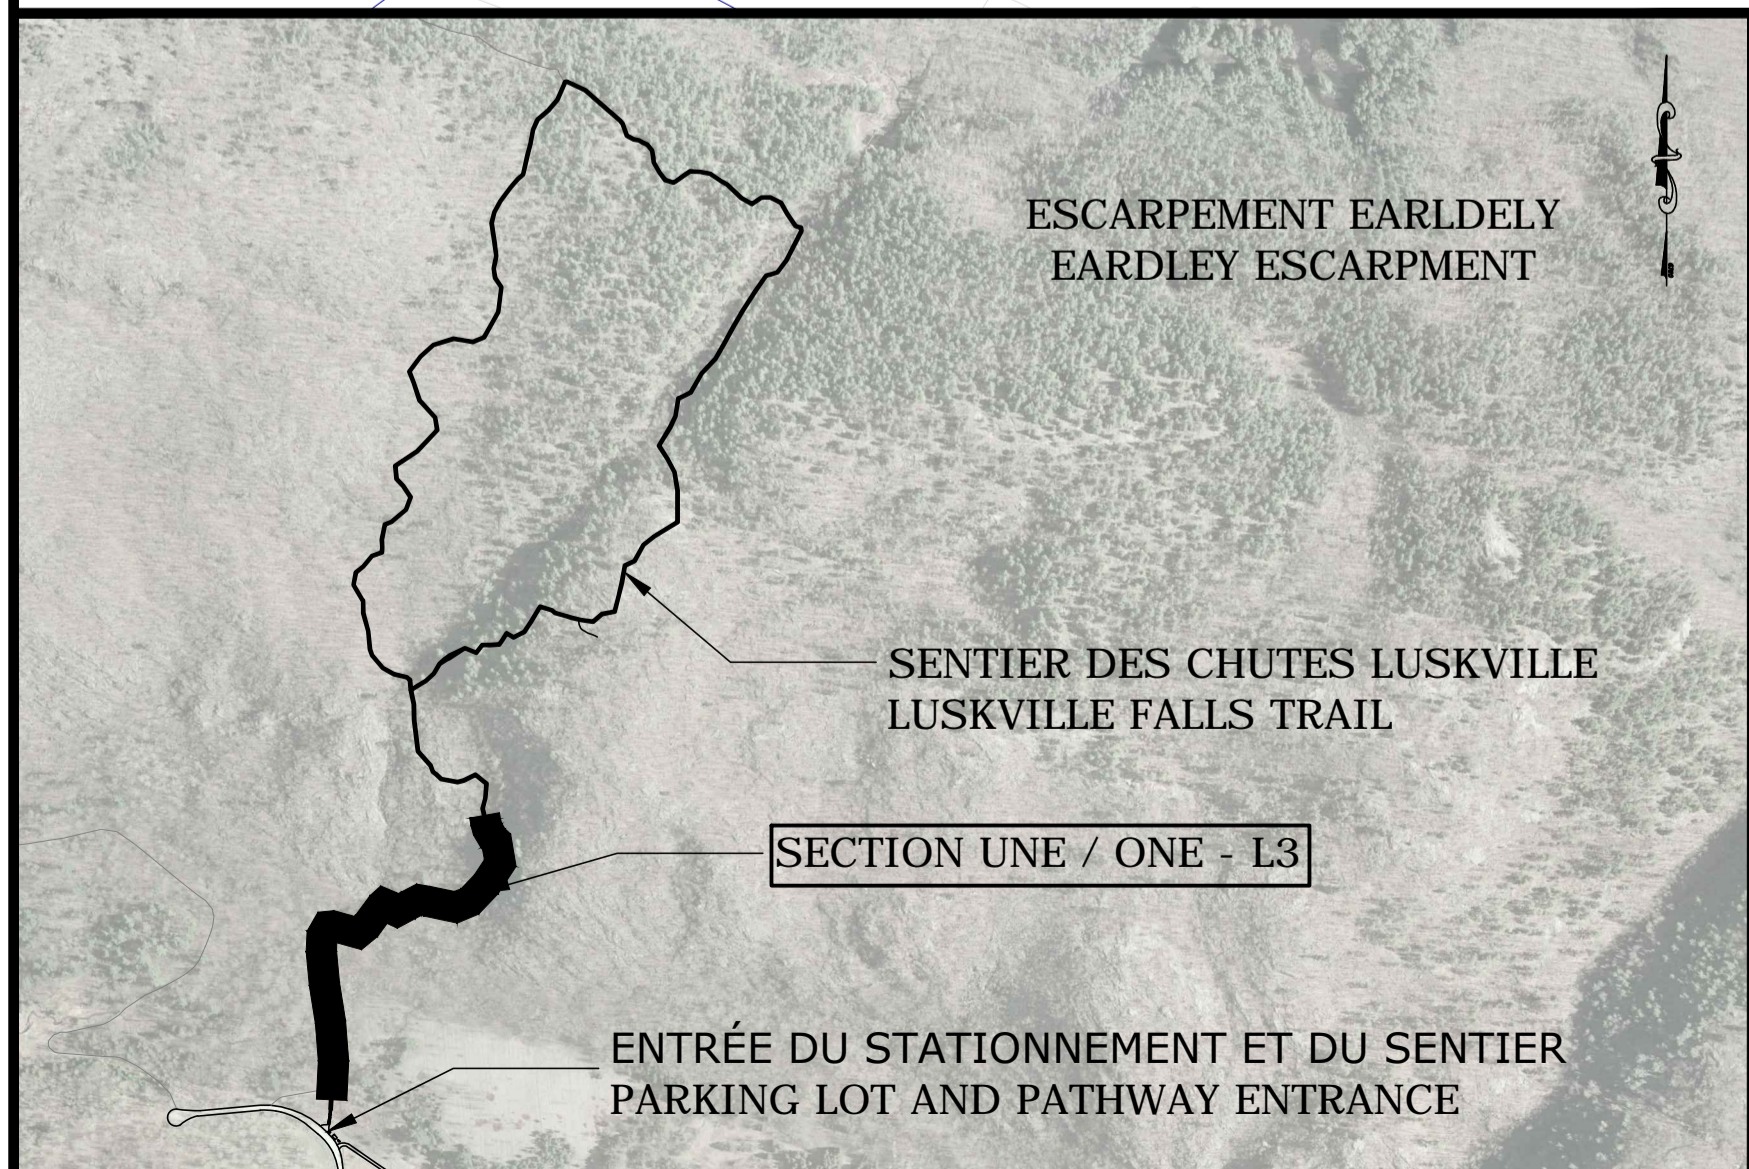 ESCARPEMENT EARLDELY
EARDLEY ESCARPMENT
SENTIER DES CHUTES LUSKVILLE
LUSKVILLE FALLS TRAIL
SECTION UNE / ONE - L3
ENTRÉE DU STATIONNEMENT ET DU SENTIER
PARKING LOT AND PATHWAY ENTRANCE